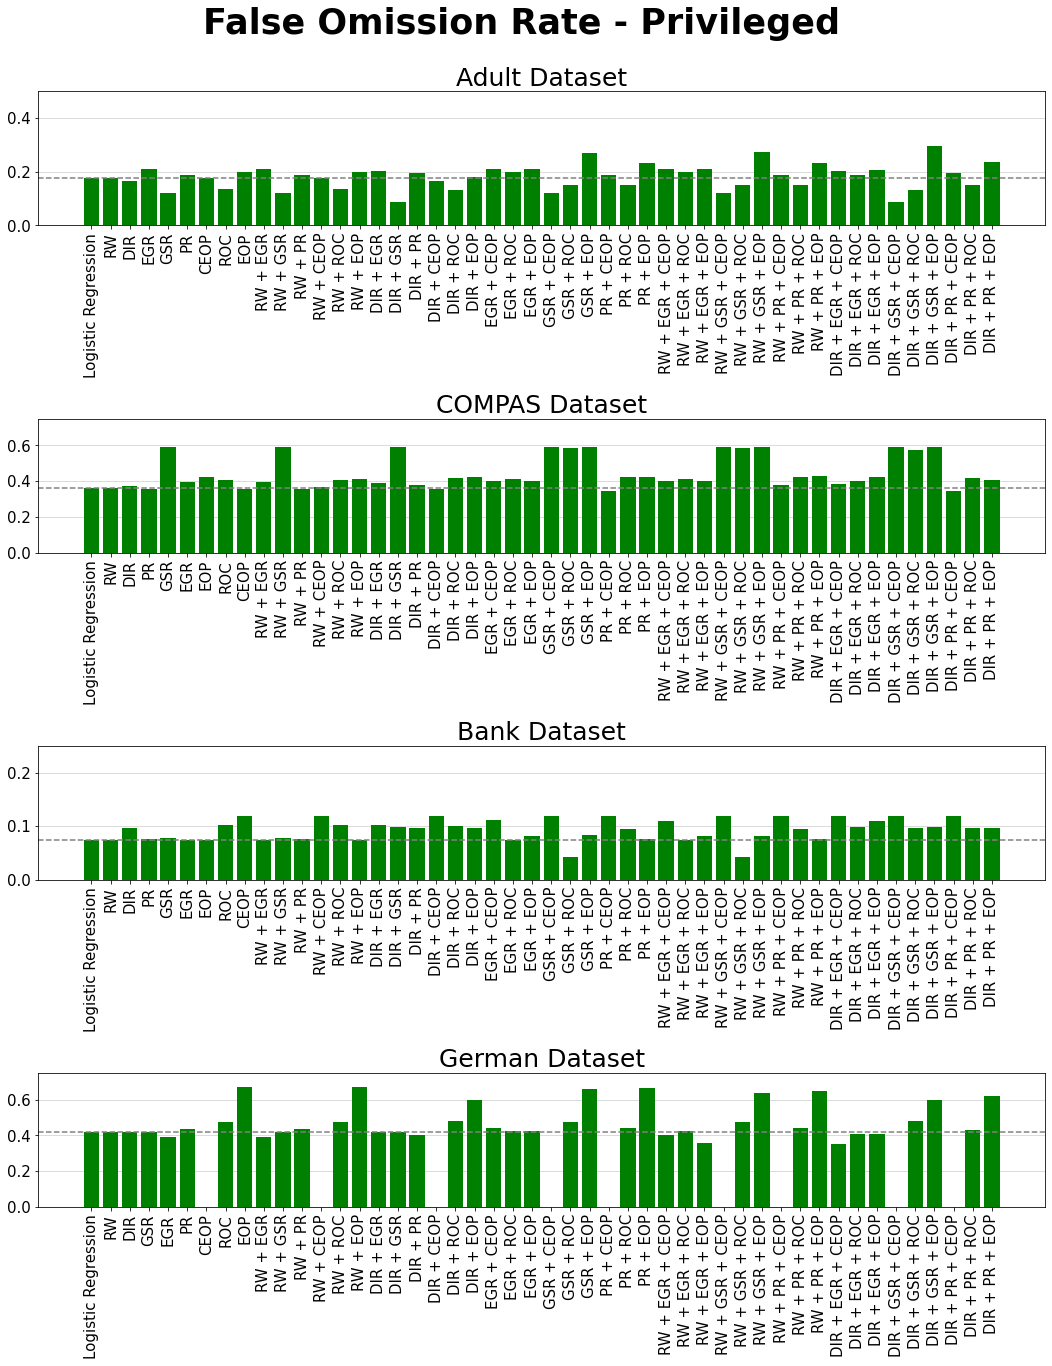 False Omission Rate - Privileged
Adult Dataset
0.4
0.2
0.0
Logistic Regression
RW
DIR
EGR
GSR
PR
CEOP
ROC
EOP
RW + EGR
RW + GSR
RW + PR
RW + CEOP
RW + ROC
RW + EOP
DIR + EGR
DIR + GSR
DIR + PR
DIR + CEOP
DIR + ROC
DIR + EOP
EGR + CEOP
EGR + ROC
EGR + EOP
GSR + CEOP
GSR + ROC
GSR + EOP
PR + CEOP
PR + ROC
PR + EOP
RW + EGR + CEOP
RW + EGR + ROC
RW + EGR + EOP
RW + GSR + CEOP
RW + GSR + ROC
RW + GSR + EOP
RW + PR + CEOP
RW + PR + ROC
RW + PR + EOP
DIR + EGR + CEOP
DIR + EGR + ROC
DIR + EGR + EOP
DIR + GSR + CEOP
DIR + GSR + ROC
DIR + GSR + EOP
DIR + PR + CEOP
DIR + PR + ROC
DIR + PR + EOP
COMPAS Dataset
0.6
0.4
0.2
0.0
Logistic Regression
RW
DIR
PR
GSR
EGR
EOP
ROC
CEOP
RW + EGR
RW + GSR
RW + PR
RW + CEOP
RW + ROC
RW + EOP
DIR + EGR
DIR + GSR
DIR + PR
DIR + CEOP
DIR + ROC
DIR + EOP
EGR + CEOP
EGR + ROC
EGR + EOP
GSR + CEOP
GSR + ROC
GSR + EOP
PR + CEOP
PR + ROC
PR + EOP
RW + EGR + CEOP
RW + EGR + ROC
RW + EGR + EOP
RW + GSR + CEOP
RW + GSR + ROC
RW + GSR + EOP
RW + PR + CEOP
RW + PR + ROC
RW + PR + EOP
DIR + EGR + CEOP
DIR + EGR + ROC
DIR + EGR + EOP
DIR + GSR + CEOP
DIR + GSR + ROC
DIR + GSR + EOP
DIR + PR + CEOP
DIR + PR + ROC
DIR + PR + EOP
Bank Dataset
0.2
0.1
0.0
Logistic Regression
RW
DIR
PR
GSR
EGR
EOP
ROC
CEOP
RW + EGR
RW + GSR
RW + PR
RW + CEOP
RW + ROC
RW + EOP
DIR + EGR
DIR + GSR
DIR + PR
DIR + CEOP
DIR + ROC
DIR + EOP
EGR + CEOP
EGR + ROC
EGR + EOP
GSR + CEOP
GSR + ROC
GSR + EOP
PR + CEOP
PR + ROC
PR + EOP
RW + EGR + CEOP
RW + EGR + ROC
RW + EGR + EOP
RW + GSR + CEOP
RW + GSR + ROC
RW + GSR + EOP
RW + PR + CEOP
RW + PR + ROC
RW + PR + EOP
DIR + EGR + CEOP
DIR + EGR + ROC
DIR + EGR + EOP
DIR + GSR + CEOP
DIR + GSR + ROC
DIR + GSR + EOP
DIR + PR + CEOP
DIR + PR + ROC
DIR + PR + EOP
German Dataset
0.6
0.4
0.2
0.0
Logistic Regression
RW
DIR
GSR
EGR
PR
CEOP
ROC
EOP
RW + EGR
RW + GSR
RW + PR
RW + CEOP
RW + ROC
RW + EOP
DIR + EGR
DIR + GSR
DIR + PR
DIR + CEOP
DIR + ROC
DIR + EOP
EGR + CEOP
EGR + ROC
EGR + EOP
GSR + CEOP
GSR + ROC
GSR + EOP
PR + CEOP
PR + ROC
PR + EOP
RW + EGR + CEOP
RW + EGR + ROC
RW + EGR + EOP
RW + GSR + CEOP
RW + GSR + ROC
RW + GSR + EOP
RW + PR + CEOP
RW + PR + ROC
RW + PR + EOP
DIR + EGR + CEOP
DIR + EGR + ROC
DIR + EGR + EOP
DIR + GSR + CEOP
DIR + GSR + ROC
DIR + GSR + EOP
DIR + PR + CEOP
DIR + PR + ROC
DIR + PR + EOP